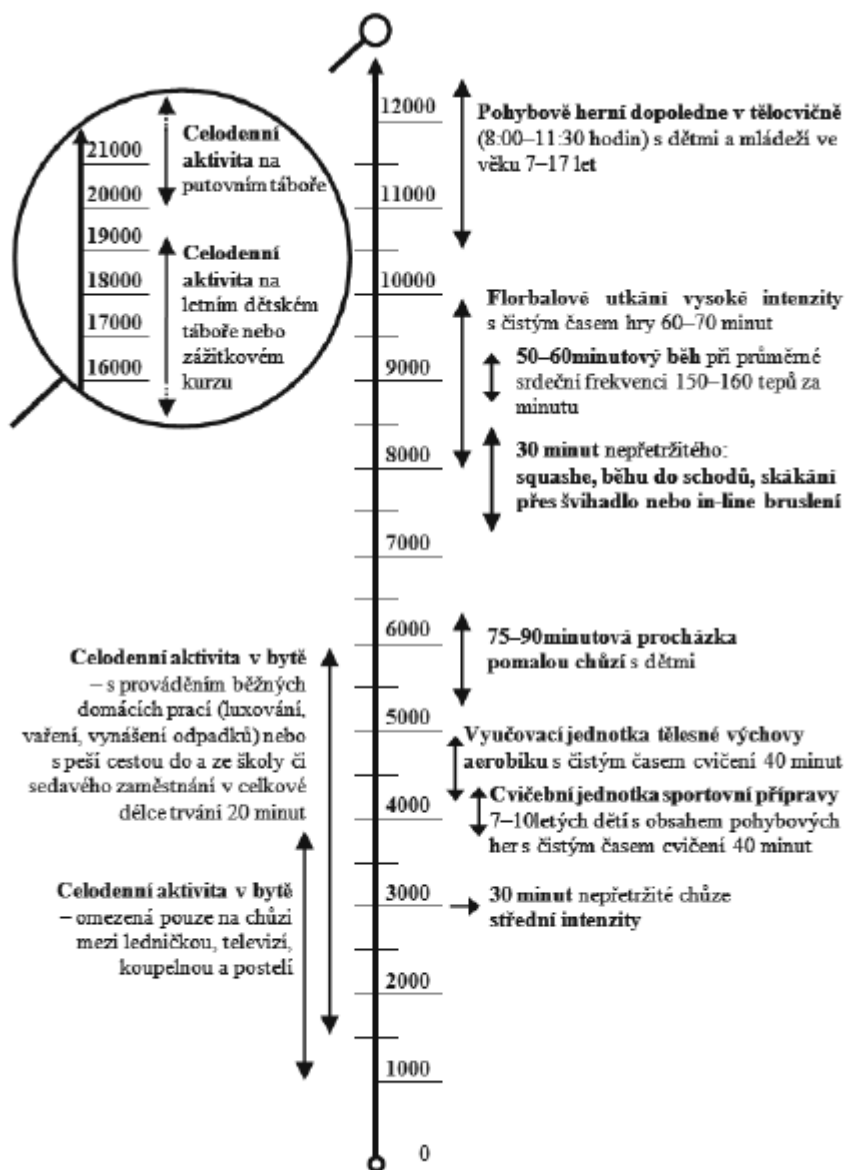 21000
20000
19000
18000
17000
16000
Celodenní
aktivita na
putovním táboře
Celodenní
aktivita na
letním dětském
táboře nebo
zážitkovém
kurzu
12000
11000
10000
9000
8000
7000
6000
5000
4000
3000
2000
1000
0
Pohybově herní dopoledne v tělocvičně
(8:00–11:30 hodin) s dětmi a mládeží ve
věku 7–17 let
Florbalové utkání vysoké intenzity
s čistým časem hry 60–70 minut
50–60minutový běh při průměrné
srdeční frekvenci 150–160 tepů za
minutu
30 minut nepřetržitého:
squashe, běhu do schodů, skákání
přes švihadlo nebo in-line bruslení
75–90minutová procházka
pomalou chůzí s dětmi
Vyučovací jednotka tělesné výchovy
aerobiku s čistým časem cvičení 40 minut
Cvičební jednotka sportovní přípravy
7–10letých dětí s obsahem pohybových
her s čistým časem cvičení 40 minut
30 minut nepřetržité chůze
střední intenzity
Celodenní aktivita v bytě
– s prováděním běžných
domácích prací (luxování,
vaření, vynášení odpadků) nebo
s peší cestou do a ze školy či
sedavého zaměstnání v celkové
délce trvání 20 minut
Celodenní aktivita v bytě
– omezená pouze na chůzi
mezi ledničkou, televizí,
koupelnou a postelí